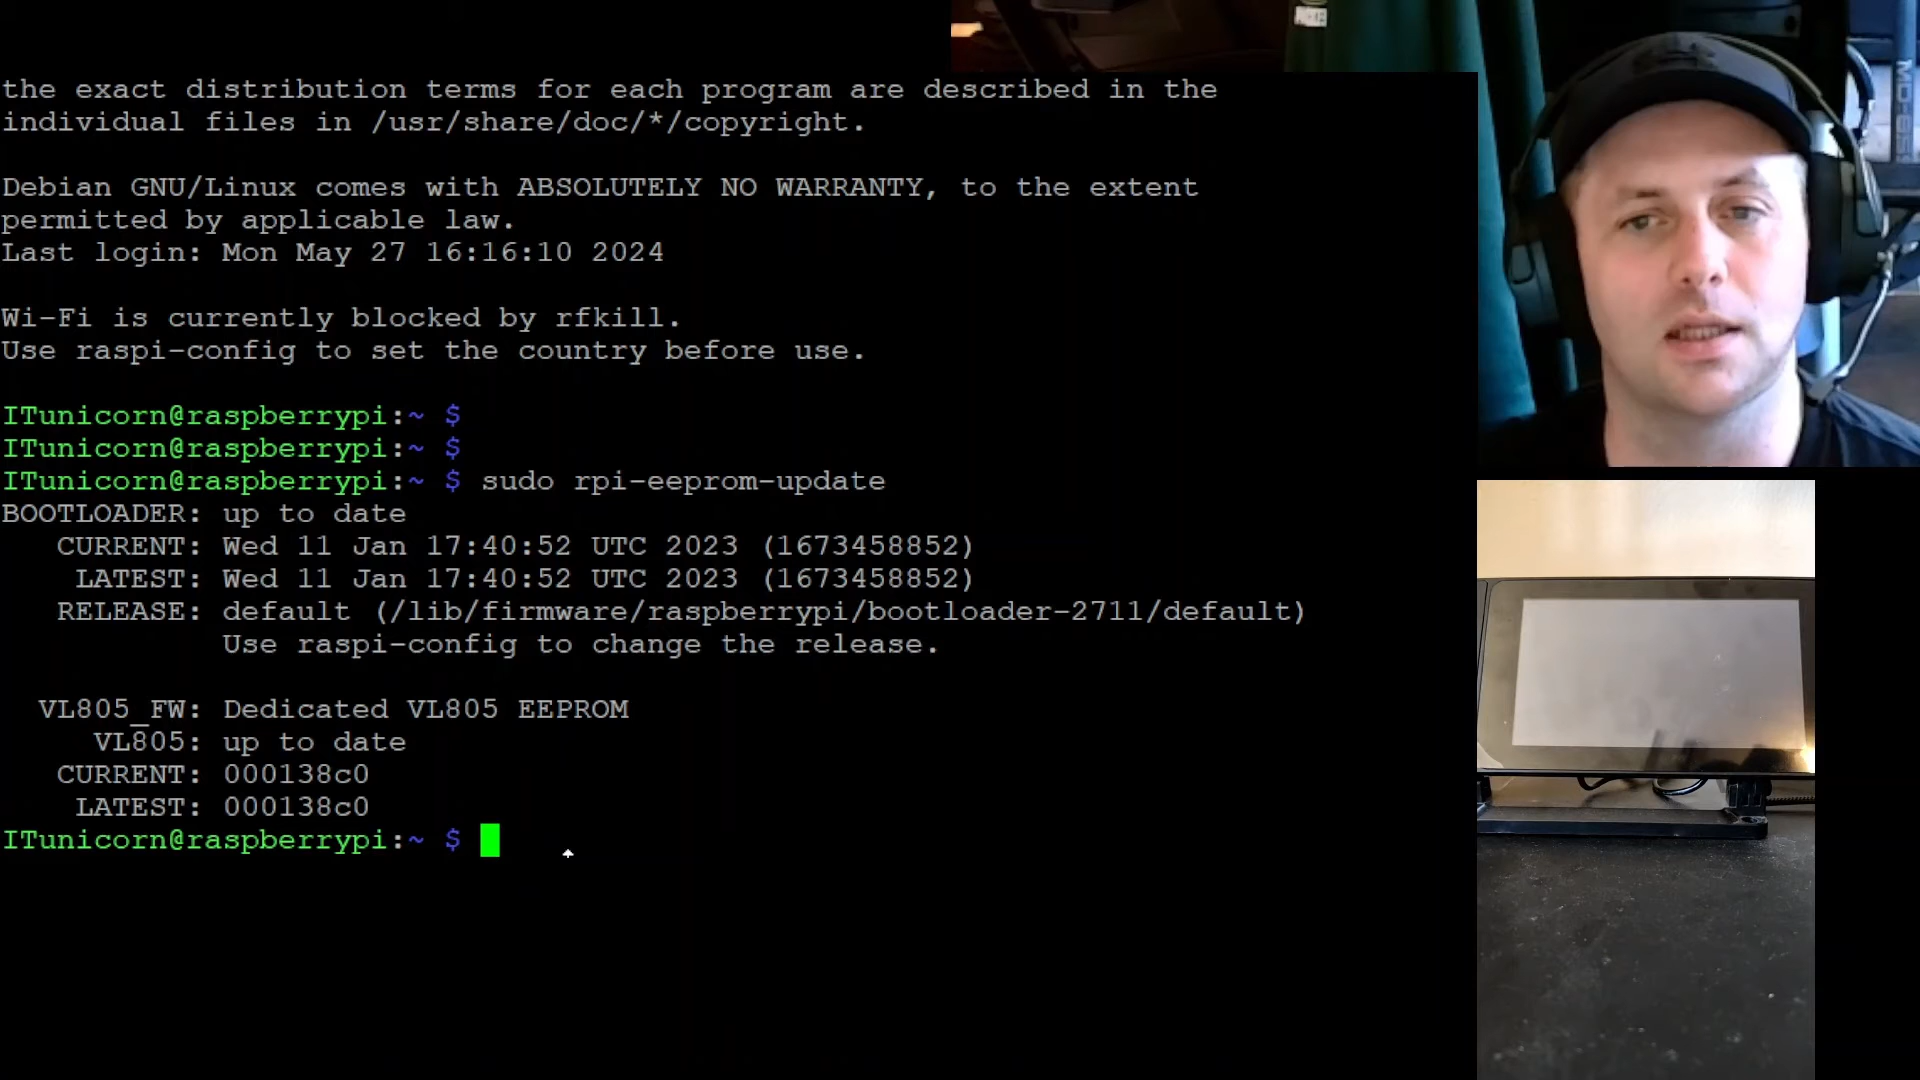 the exact distribution terms for each program are described in the
individual files in /usr/share/doc/*/copyright.
Debian GNU/Linux comes with ABSOLUTELY NO WARRANTY, to the extent
permitted by applicable law.
Last login: Mon May 27 16:16:10 2024
Wi-Fi is currently blocked by rfkill.
Use raspi-config to set the country before use.
ITunicorn@raspberrypi:~ $
ITunicorn@raspberrypi:~ $
ITunicorn@raspberrypi:~ $ sudo rpi-eeprom-update
BOOTLOADER: up to date
CURRENT: Wed 11 Jan 17:40:52 UTC 2023 (1673458852)
LATEST: Wed 11 Jan 17:40:52 UTC 2023 (1673458852)
RELEASE: default (/lib/firmware/raspberrypi/bootloader-2711/default)
Use raspi-config to change the release.
VL805_FW: Dedicated VL805 EEPROM
VL805: up to date
CURRENT: 000138c0
LATEST: 000138c0
ITunicorn@raspberrypi:~ $